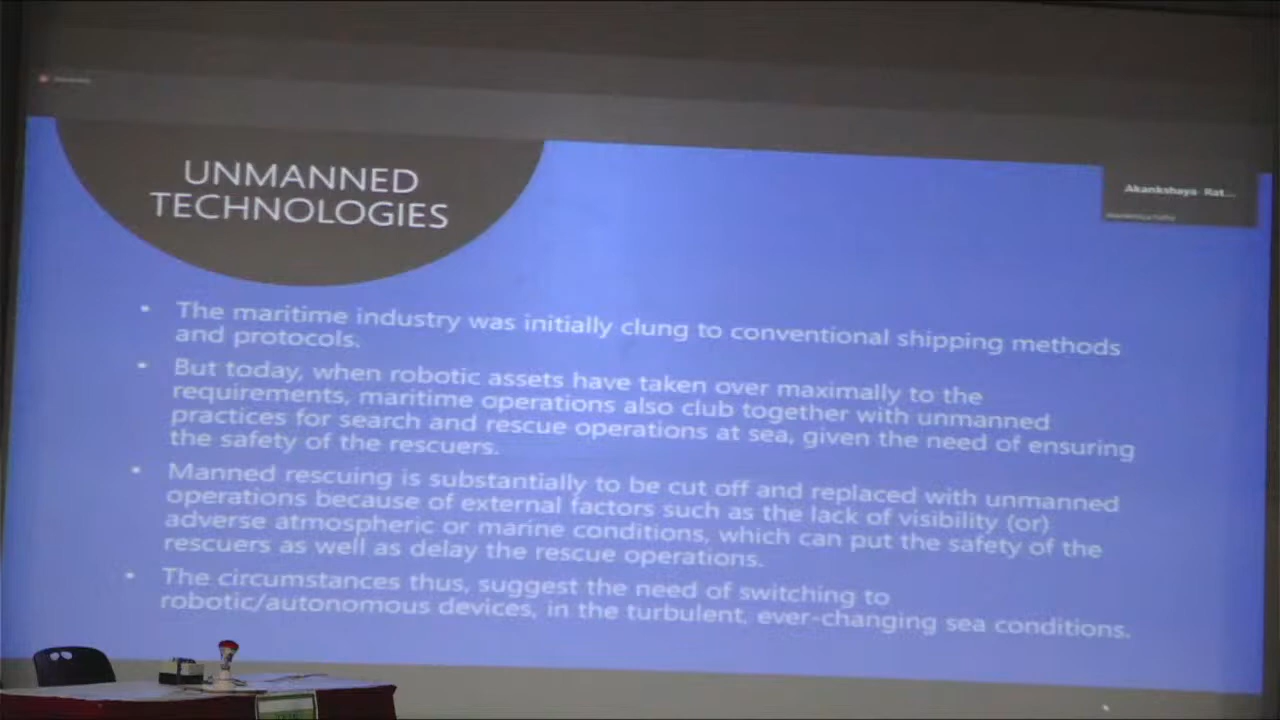 UNMANNED
TECHNOLOGIES
Akankshaya Rat...
• The maritime industry was initially clung to conventional shipping methods
and protocols.
• But today, when robotic assets have taken over maximally to the
requirements, maritime operations also club together with unmanned
practices for search and rescue operations at sea, given the need of ensuring
the safety of the rescuers.
• Manned rescuing is substantially to be cut off and replaced with unmanned
operations because of external factors such as the lack of visibility (or)
adverse atmospheric or marine conditions, which can put the safety of the
rescuers as well as delay the rescue operations.
• The circumstances thus, suggest the need of switching to
robotic/autonomous devices, in the turbulent, ever-changing sea conditions.